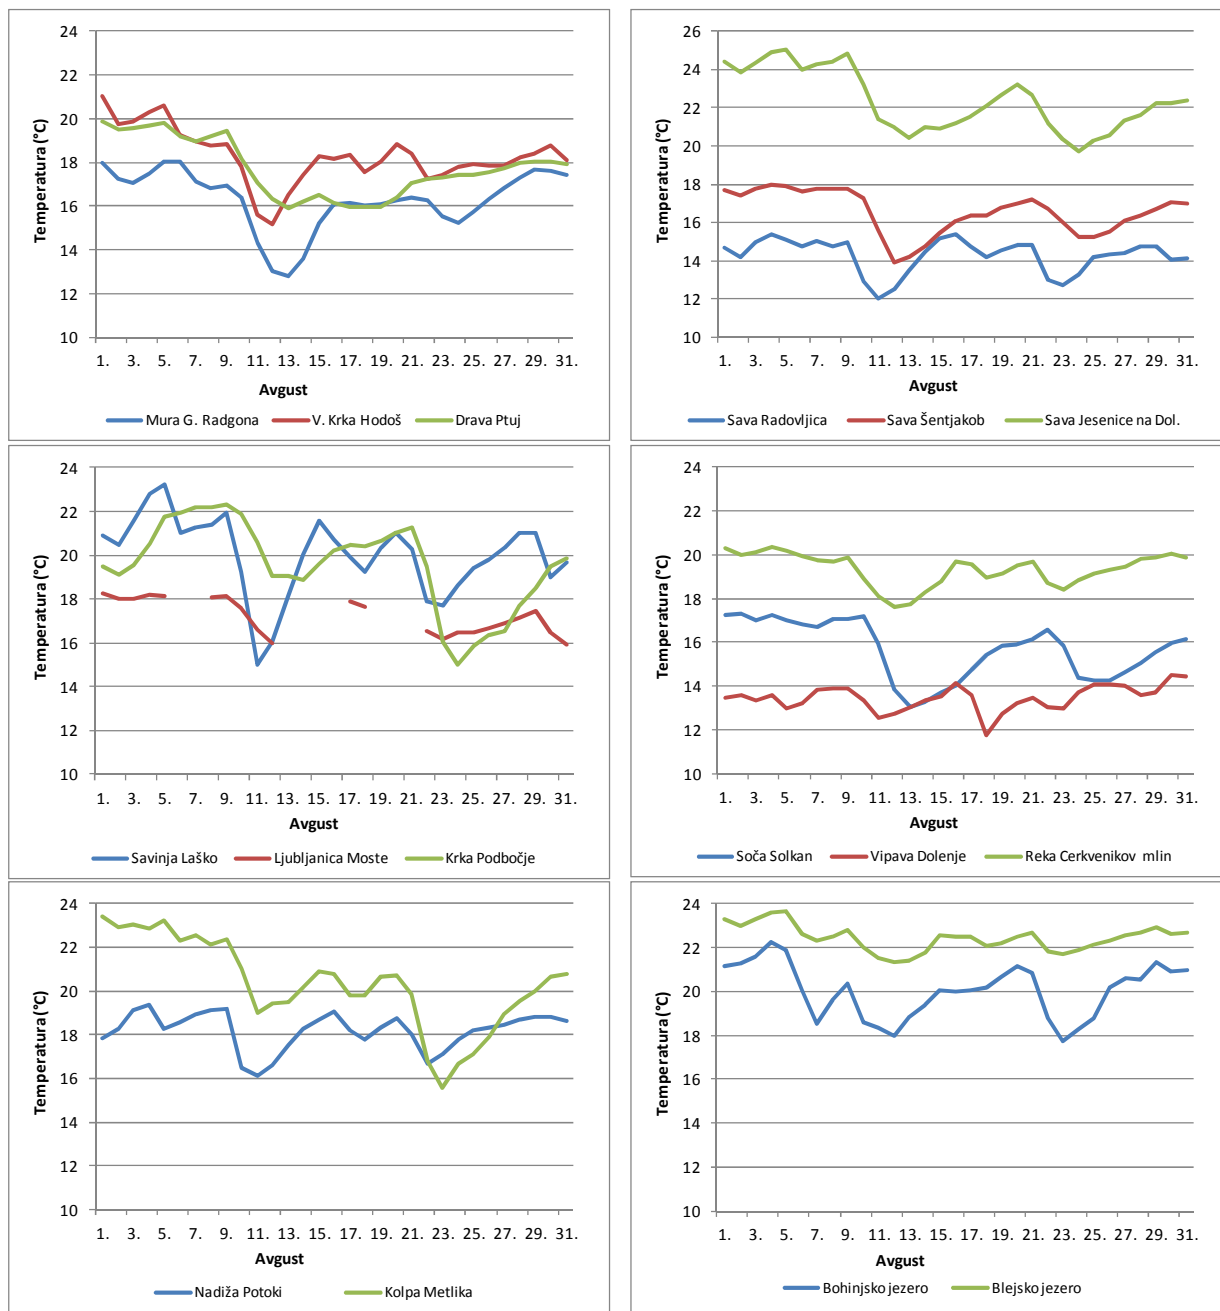 24
22
20
18
16
14
12
10
Temperatura (°C)
1. 3. 5. 7. 9. 11. 13. 15. 17. 19. 21. 23. 25. 27. 29. 31.
Avgust
Mura G. Radgona V. Krka Hodoš Drava Ptuj
26
24
22
20
18
16
14
12
10
Temperatura (°C)
1. 3. 5. 7. 9. 11. 13. 15. 17. 19. 21. 23. 25. 27. 29. 31.
Avgust
Sava Radovljica Sava Šentjakob Sava Jesenice na Dol.
24
22
20
18
16
14
12
10
Temperatura (°C)
1. 3. 5. 7. 9. 11. 13. 15. 17. 19. 21. 23. 25. 27. 29. 31.
Avgust
Savinja Laško Ljubljanica Moste Krka Podbočje
24
22
20
18
16
14
12
10
Temperatura (°C)
1. 3. 5. 7. 9. 11. 13. 15. 17. 19. 21. 23. 25. 27. 29. 31.
Avgust
Soča Solkan Vipava Dolenje Reka Cerkvenikov mlin
24
22
20
18
16
14
12
10
Temperatura (°C)
1. 3. 5. 7. 9. 11. 13. 15. 17. 19. 21. 23. 25. 27. 29. 31.
Avgust
Nadiža Potoki Kolpa Metlika
24
22
20
18
16
14
12
10
Temperatura (°C)
1. 3. 5. 7. 9. 11. 13. 15. 17. 19. 21. 23. 25. 27. 29. 31.
Avgust
Bohinjsko jezero Blejsko jezero